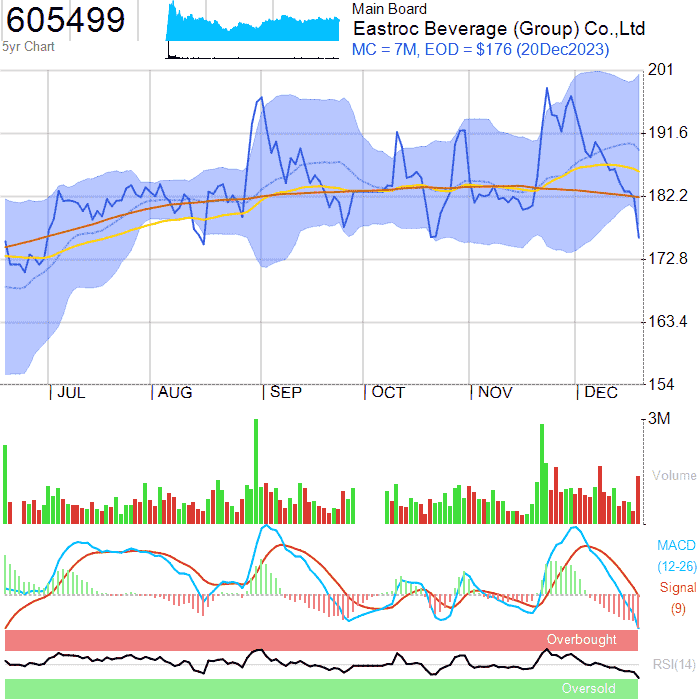 605499
5yr Chart
Main Board
Eastroc Beverage (Group) Co.,Ltd
MC = 7M, EOD = $176 (20Dec2023)
201
191.6
182.2
172.8
163.4
154
JUL AUG SEP OCT NOV DEC
3M
Volume
MACD
(12-26)
Signal
(9)
Overbought
RSI(14)
Oversold